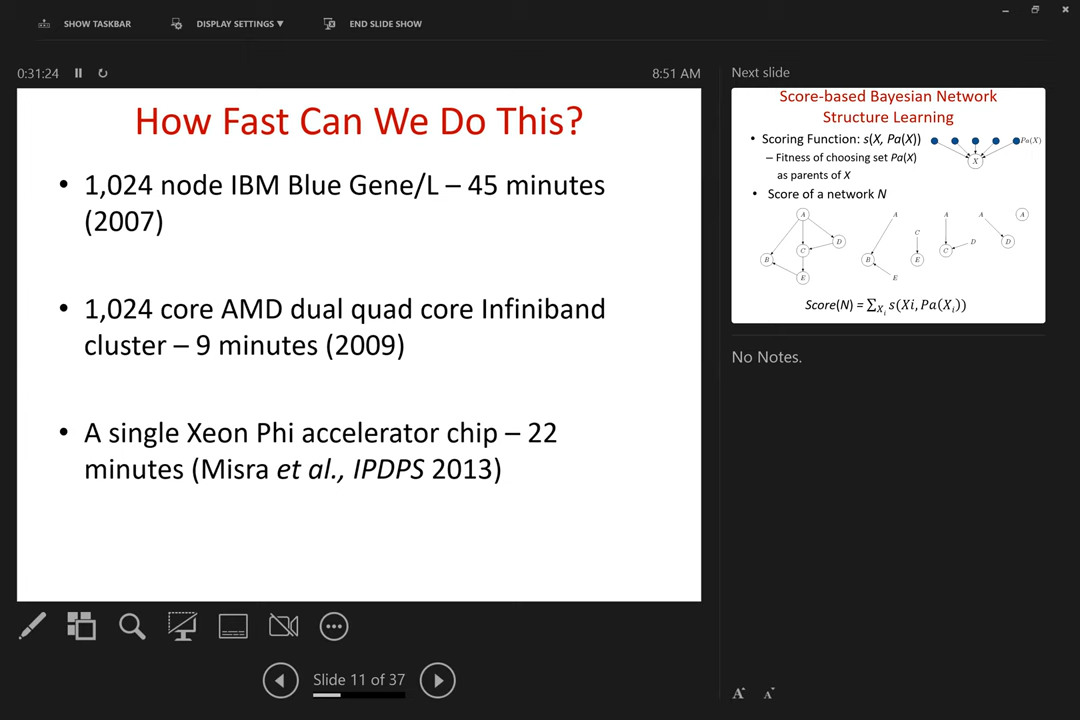 SHOW TASKBAR
DISPLAY SETTINGS ▼
END SLIDE SHOW
0:31:24
8:51 AM
How Fast Can We Do This?
• 1,024 node IBM Blue Gene/L – 45 minutes
(2007)
• 1,024 core AMD dual quad core Infiniband
cluster – 9 minutes (2009)
• A single Xeon Phi accelerator chip – 22
minutes (Misra et al., IPDPS 2013)
Slide 11 of 37
Next slide
Score-based Bayesian Network
Structure Learning
• Scoring Function: s(X, Pa(X))
– Fitness of choosing set Pa(X)
as parents of X
Pa(X)
X
• Score of a network N
A
B
C
D
E
A
B
E
C
E
A
C
D
A
D
A
Score(N) = ∑Xᵢ s(Xi, Pa(Xᵢ))
No Notes.
A A